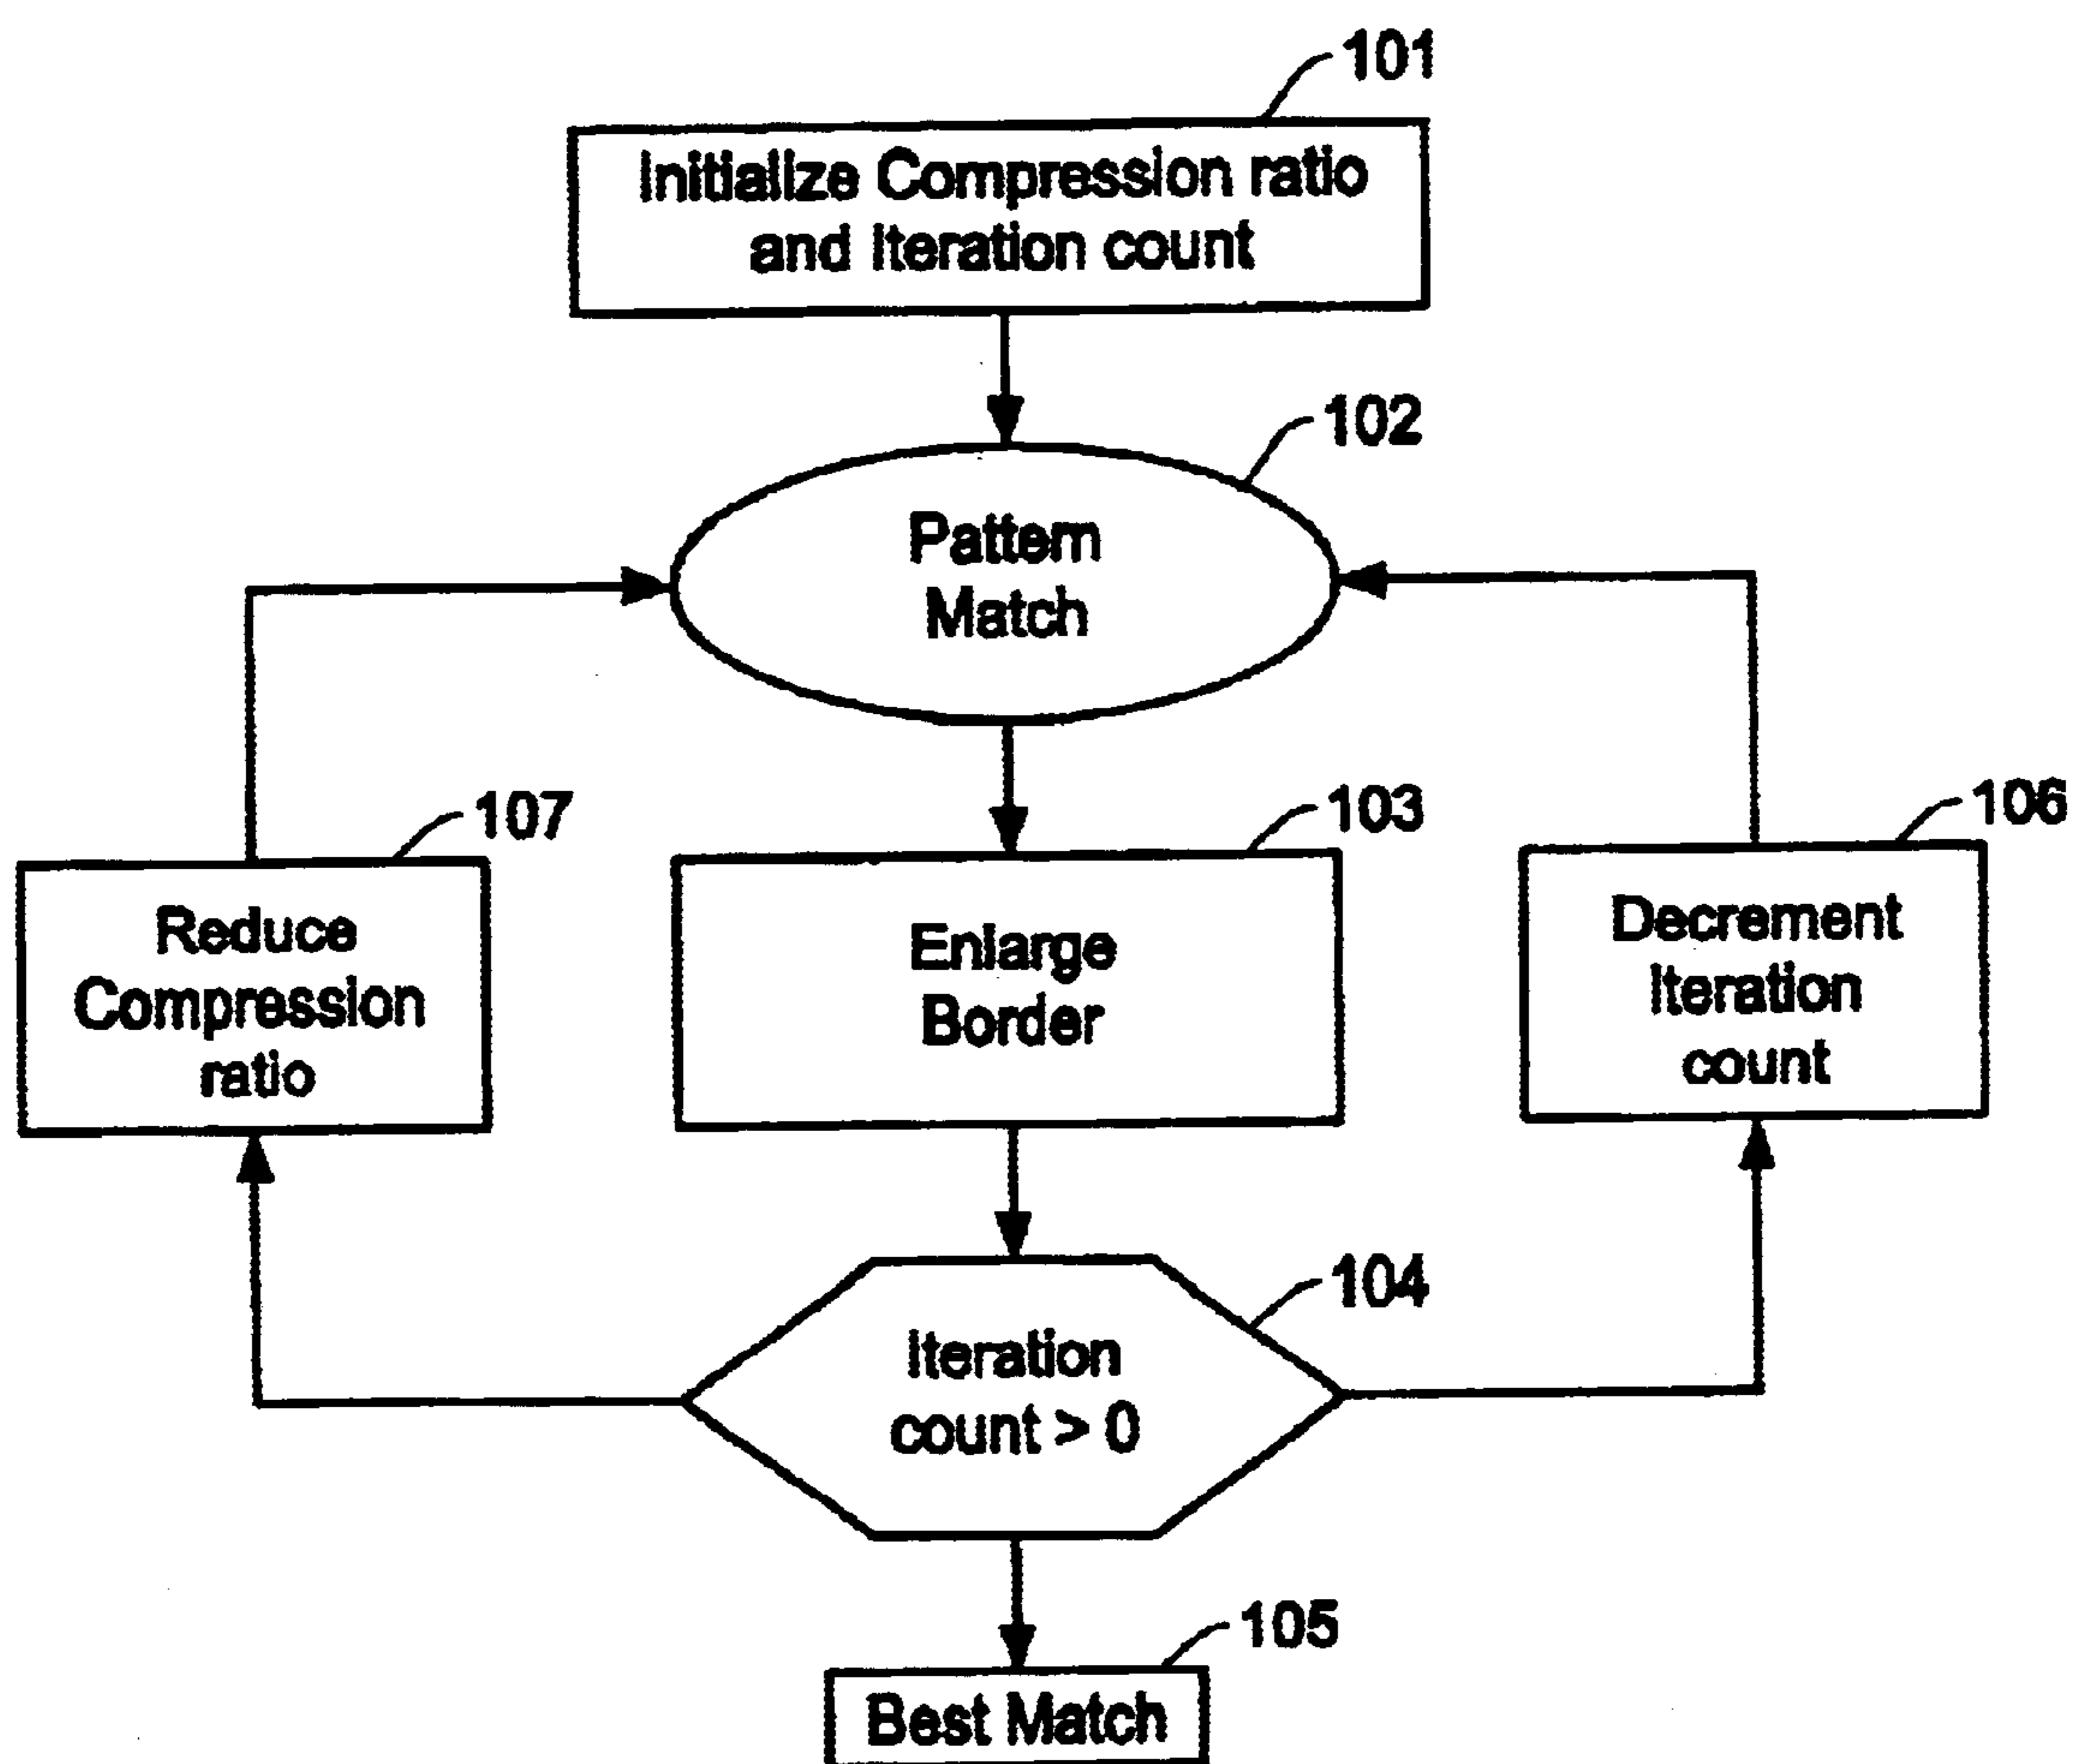 101
Initialize Compression ratio
and Iteration count
102
Pattern
Match
107
Reduce
Compression
ratio
103
Enlarge
Border
106
Decrement
Iteration
count
104
Iteration
count > 0
105
Best Match